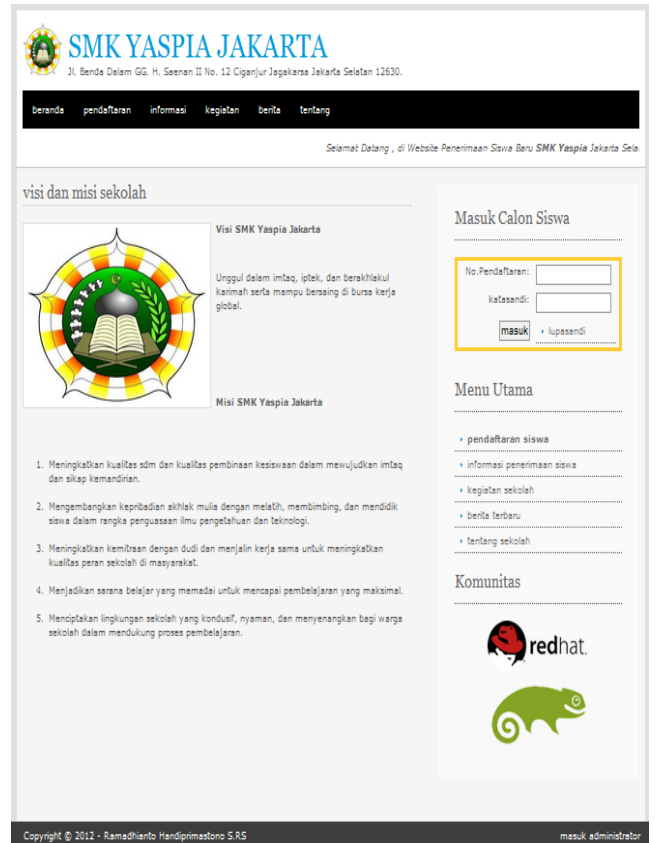 SMK YASPIA JAKARTA
Jl. Benda Dalam GG. H. Saenan II No. 12 Ciganjur Jagakarsa Jakarta Selatan 12630.
beranda pendaftaran informasi kegiatan berita tentang
Selamat Datang , di Website Penerimaan Siswa Baru SMK Yaspia Jakarta Sela
visi dan misi sekolah
Visi SMK Yaspia Jakarta
Unggul dalam imtaq, iptek, dan berakhlakul
karimah serta mampu bersaing di bursa kerja
global.
Misi SMK Yaspia Jakarta
1. Meningkatkan kualitas sdm dan kualitas pembinaan kesiswaan dalam mewujudkan imtaq
dan sikap kemandirian.
2. Mengembangkan kepribadian akhlak mulia dengan melatih, membimbing, dan mendidik
siswa dalam rangka penguasaan ilmu pengetahuan dan teknologi.
3. Meningkatkan kemitraan dengan dudi dan menjalin kerja sama untuk meningkatkan
kualitas peran sekolah di masyarakat.
4. Menjadikan sarana belajar yang memadai untuk mencapai pembelajaran yang maksimal.
5. Menciptakan lingkungan sekolah yang kondusif, nyaman, dan menyenangkan bagi warga
sekolah dalam mendukung proses pembelajaran.
Masuk Calon Siswa
No.Pendaftaran:
katasandi:
masuk lupasandi
Menu Utama
pendaftaran siswa
informasi penerimaan siswa
kegiatan sekolah
berita terbaru
tentang sekolah
Komunitas
redhat.
Copyright © 2012 - Ramadhianto Handiprimastono S.RS masuk administrator